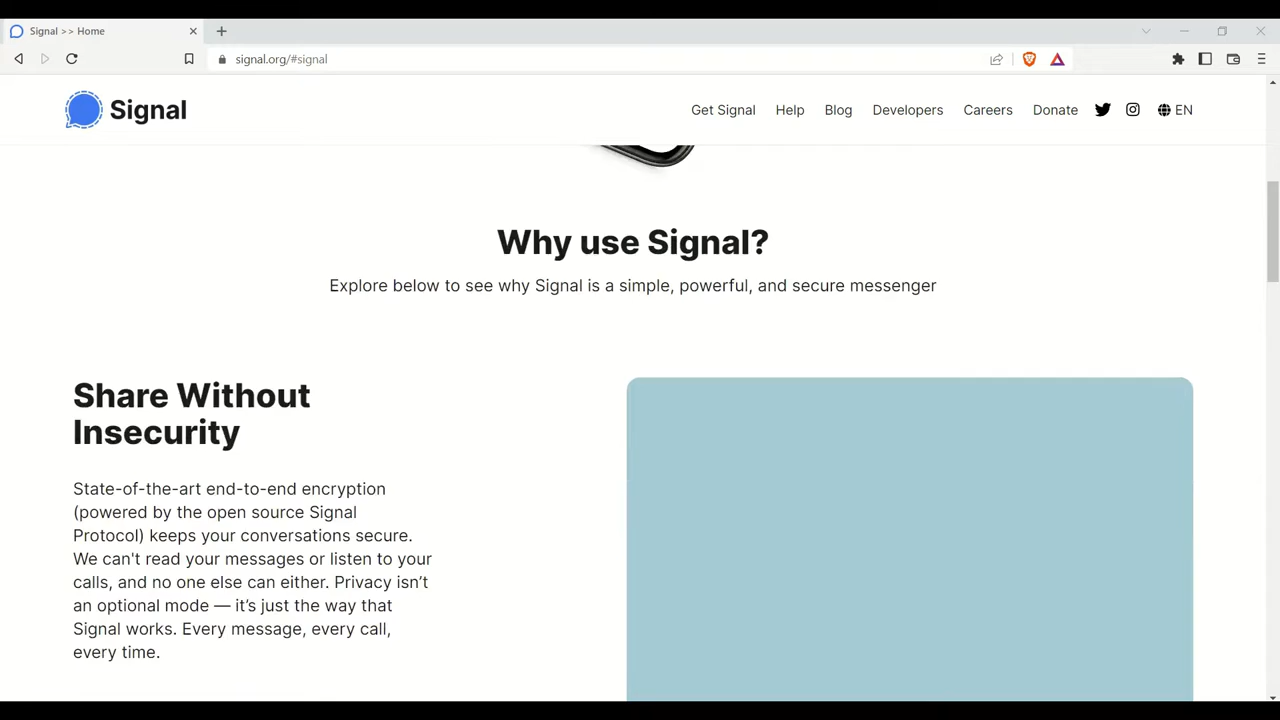 Signal >> Home
signal.org/#signal
Signal
Get Signal Help Blog Developers Careers Donate EN
Why use Signal?
Explore below to see why Signal is a simple, powerful, and secure messenger
Share Without
Insecurity
State-of-the-art end-to-end encryption
(powered by the open source Signal
Protocol) keeps your conversations secure.
We can't read your messages or listen to your
calls, and no one else can either. Privacy isn’t
an optional mode — it’s just the way that
Signal works. Every message, every call,
every time.